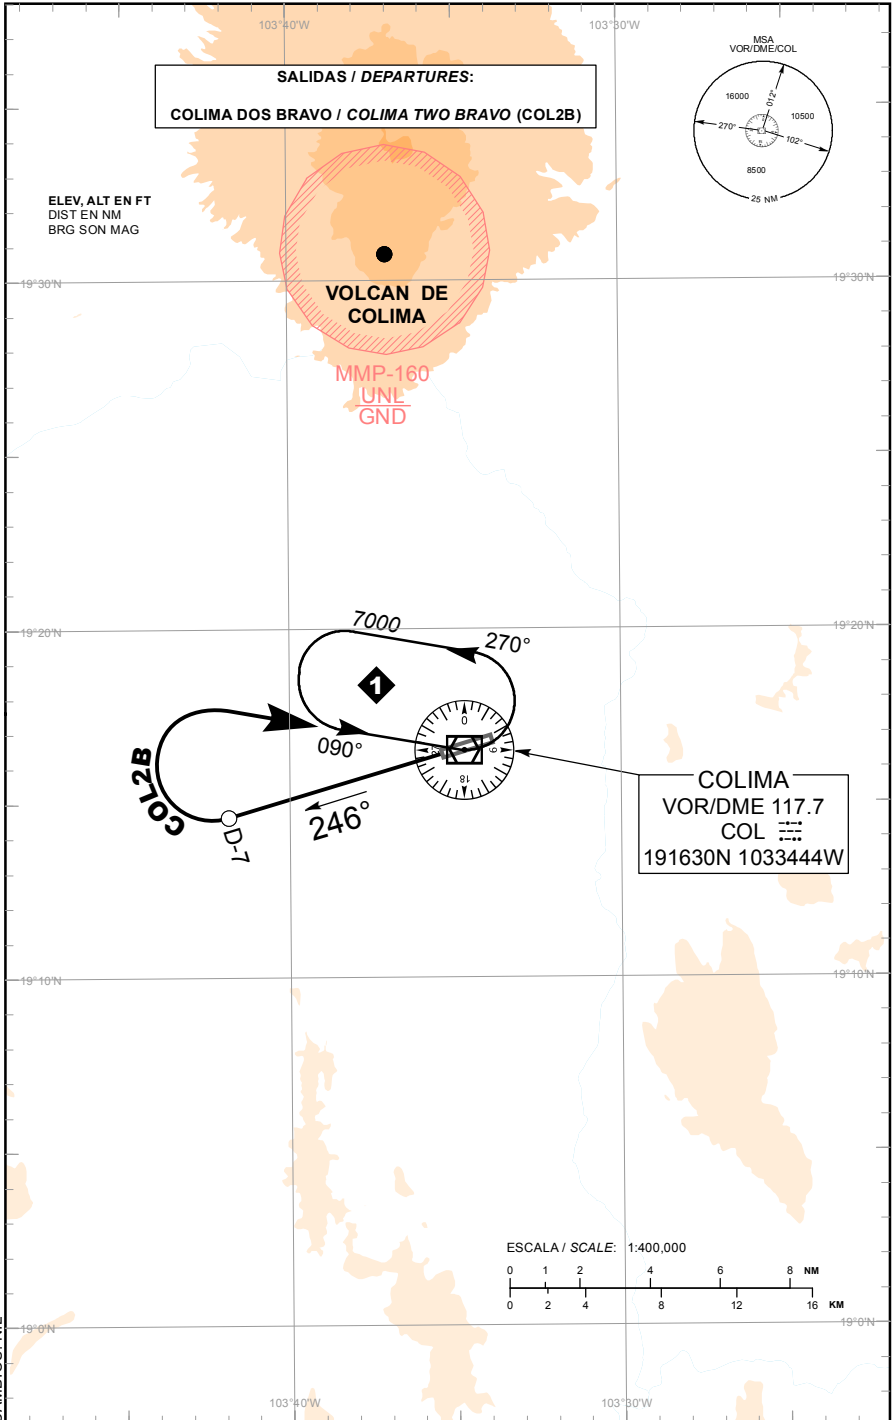 103°40'W
103°30'W
MSA
VOR/DME/COL
SALIDAS / DEPARTURES:
COLIMA DOS BRAVO / COLIMA TWO BRAVO (COL2B)
16000
012°
10500
270°
102°
8500
25 NM
ELEV, ALT EN FT
DIST EN NM
BRG SON MAG
19°30'N
19°30'N
VOLCAN DE
COLIMA
MMP-160
UNL
GND
19°20'N
19°20'N
7000
270°
1
0
090°
9
18
COL2B
246°
D-7
COLIMA
VOR/DME 117.7
COL
191630N 1033444W
19°10'N
19°10'N
ESCALA / SCALE: 1:400,000
0 1 2 4 6 8 NM
0 2 4 8 12 16 KM
19°0'N
19°0'N
103°40'W
103°30'W